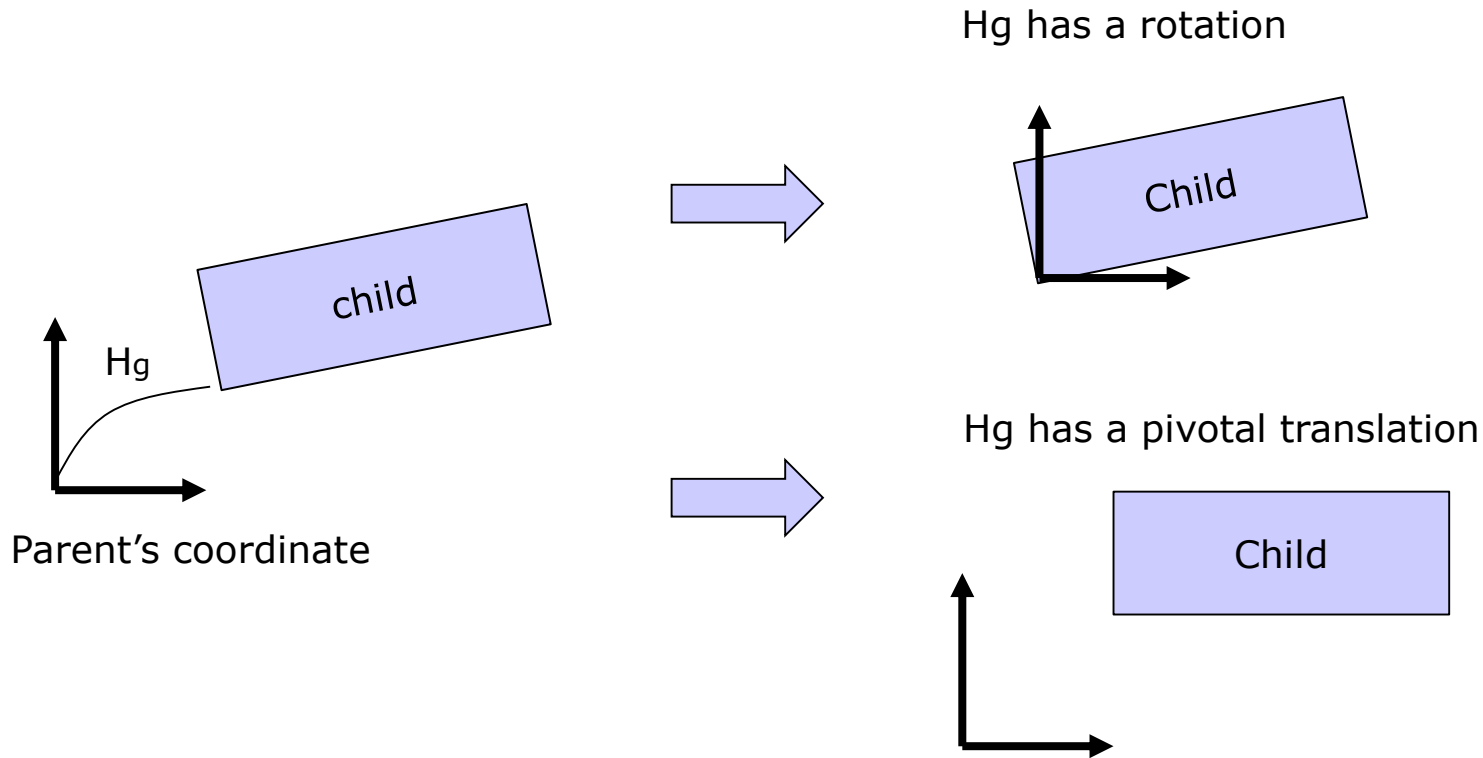 Hg has a rotation
Child
child
Hg
Hg has a pivotal translation
Parent’s coordinate
Child